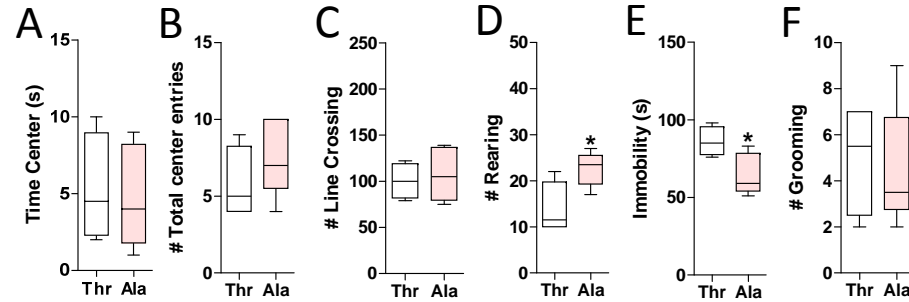 A
Time Center (s)
15
10
5
0
Thr Ala
B
# Total center entries
15
10
5
0
Thr Ala
C
# Line Crossing
250
200
150
100
50
0
Thr Ala
D
# Rearing
50
40
30
20
10
0
*
Thr Ala
E
Immobility (s)
150
100
50
0
*
Thr Ala
F
# Grooming
10
8
6
4
2
0
Thr Ala